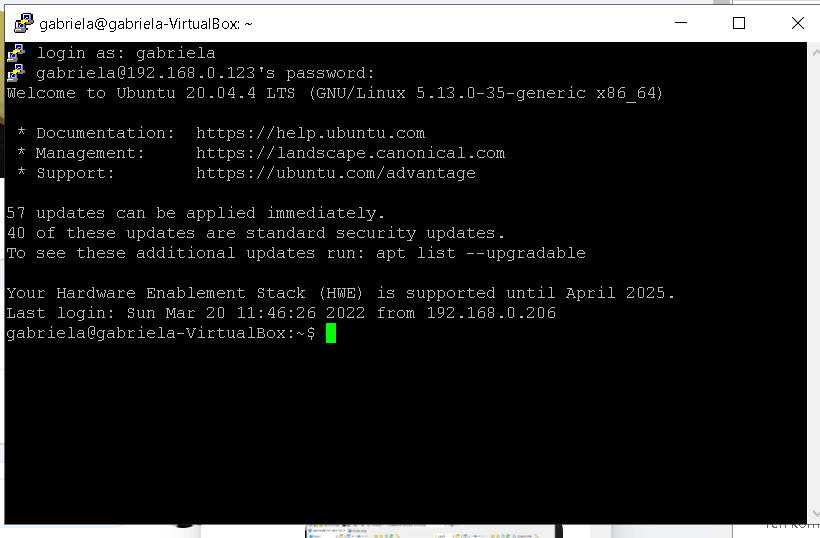 gabriela@gabriela-VirtualBox: ~
login as: gabriela
gabriela@192.168.0.123's password:
Welcome to Ubuntu 20.04.4 LTS (GNU/Linux 5.13.0-35-generic x86_64)
* Documentation:  https://help.ubuntu.com
* Management:     https://landscape.canonical.com
* Support:        https://ubuntu.com/advantage
57 updates can be applied immediately.
40 of these updates are standard security updates.
To see these additional updates run: apt list --upgradable
Your Hardware Enablement Stack (HWE) is supported until April 2025.
Last login: Sun Mar 20 11:46:26 2022 from 192.168.0.206
gabriela@gabriela-VirtualBox:~$